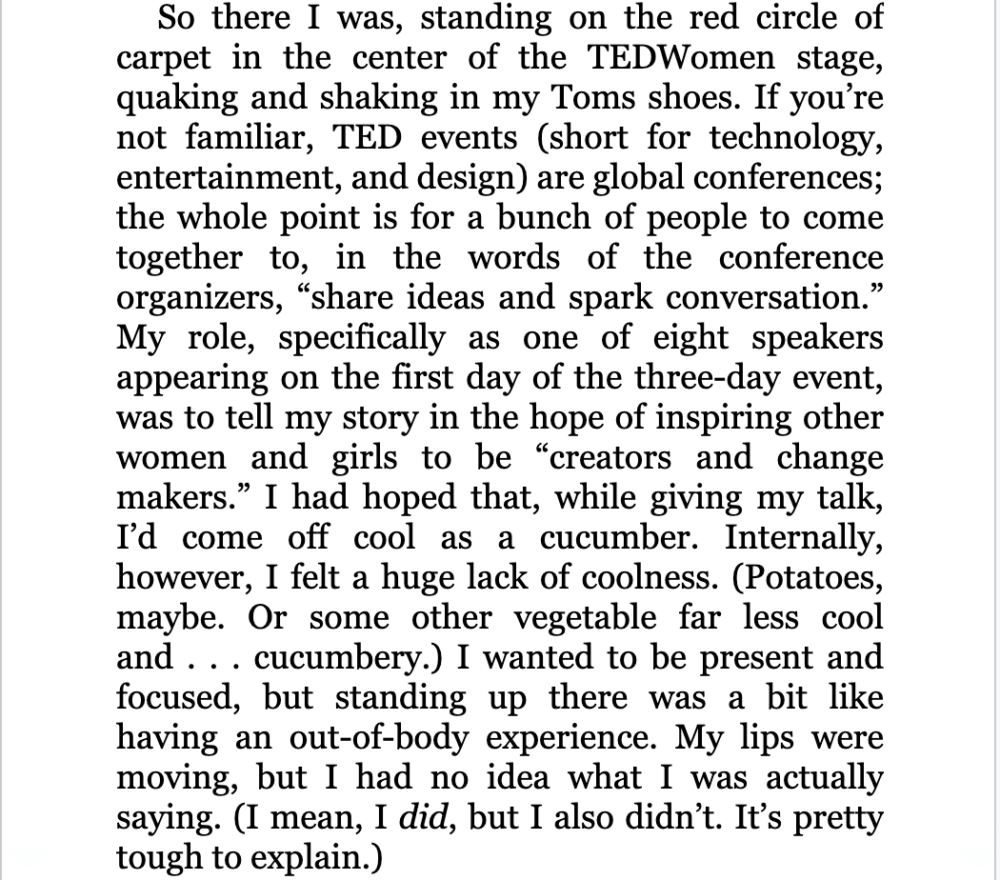 So there I was, standing on the red circle of
carpet in the center of the TEDWomen stage,
quaking and shaking in my Toms shoes. If you’re
not familiar, TED events (short for technology,
entertainment, and design) are global conferences;
the whole point is for a bunch of people to come
together to, in the words of the conference
organizers, “share ideas and spark conversation.”
My role, specifically as one of eight speakers
appearing on the first day of the three-day event,
was to tell my story in the hope of inspiring other
women and girls to be “creators and change
makers.” I had hoped that, while giving my talk,
I’d come off cool as a cucumber. Internally,
however, I felt a huge lack of coolness. (Potatoes,
maybe. Or some other vegetable far less cool
and . . . cucumbery.) I wanted to be present and
focused, but standing up there was a bit like
having an out-of-body experience. My lips were
moving, but I had no idea what I was actually
saying. (I mean, I did, but I also didn’t. It’s pretty
tough to explain.)